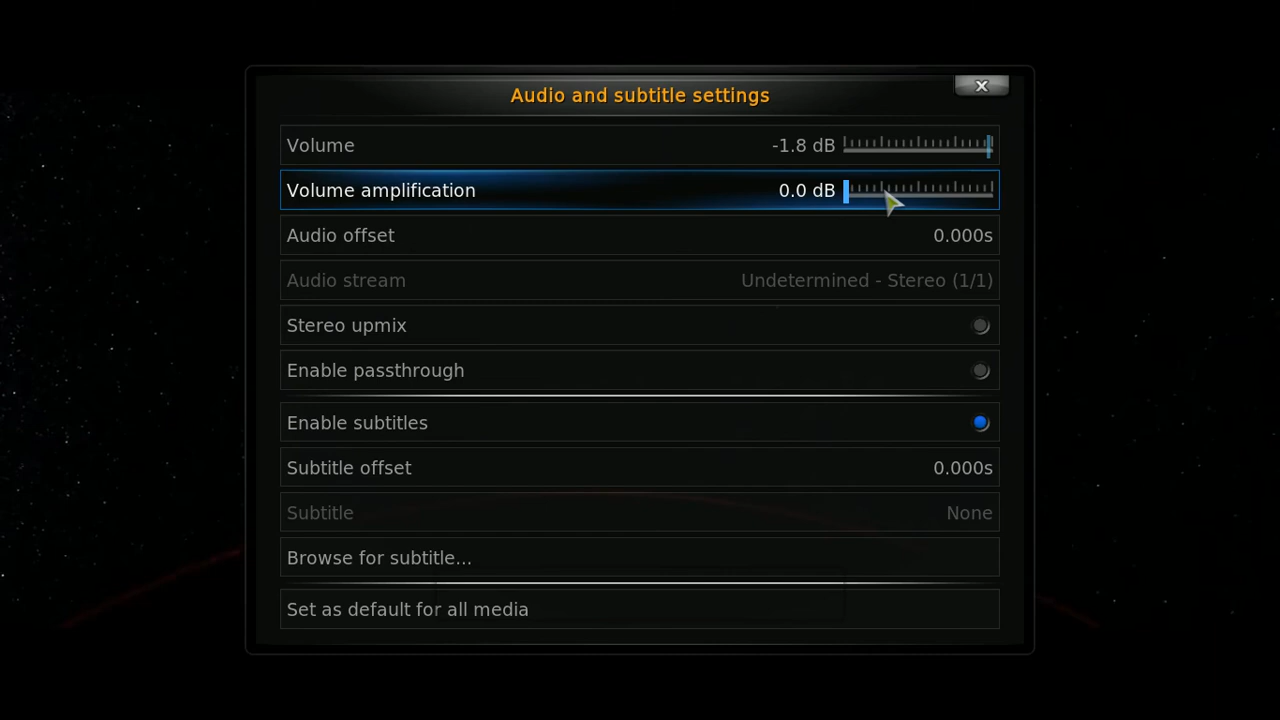 Audio and subtitle settings
Volume -1.8 dB
Volume amplification 0.0 dB
Audio offset 0.000s
Audio stream Undetermined - Stereo (1/1)
Stereo upmix
Enable passthrough
Enable subtitles
Subtitle offset 0.000s
Subtitle None
Browse for subtitle...
Set as default for all media